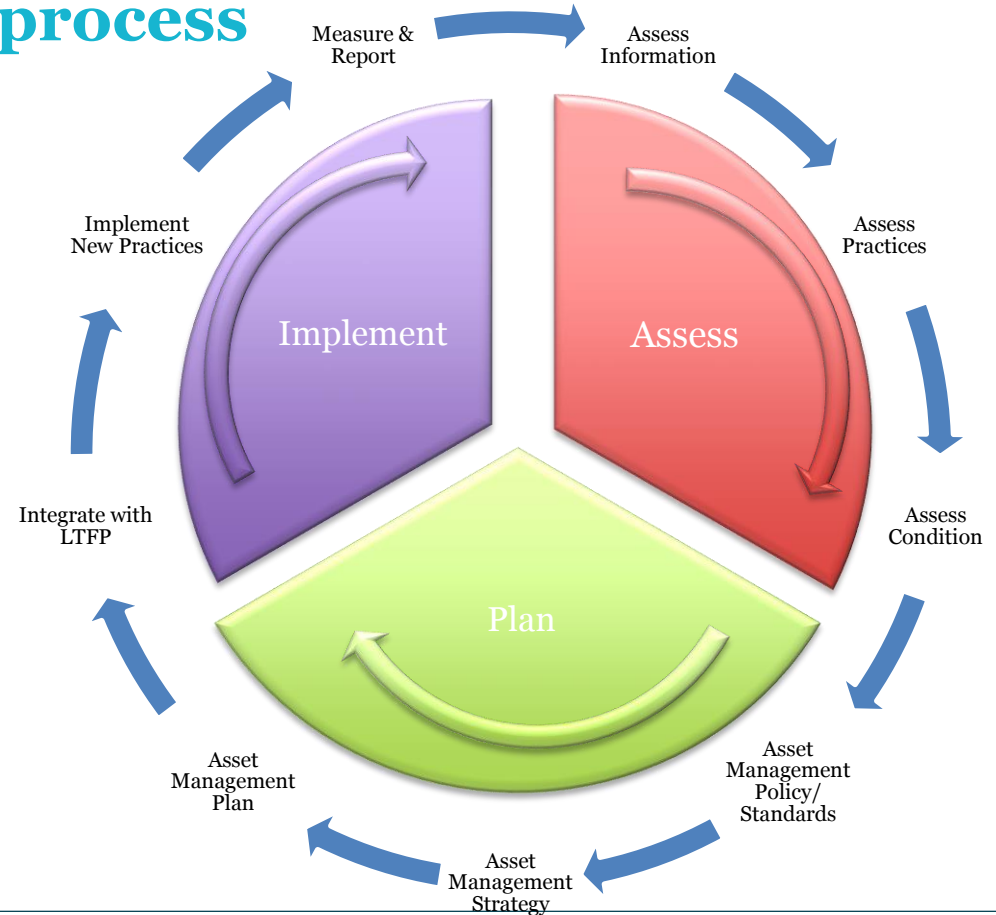 process
Measure &
Report
Assess
Information
Assess
Practices
Assess
Condition
Asset
Management
Policy/
Standards
Asset
Management
Strategy
Asset
Management
Plan
Integrate with
LTFP
Implement
New Practices
Implement
Assess
Plan